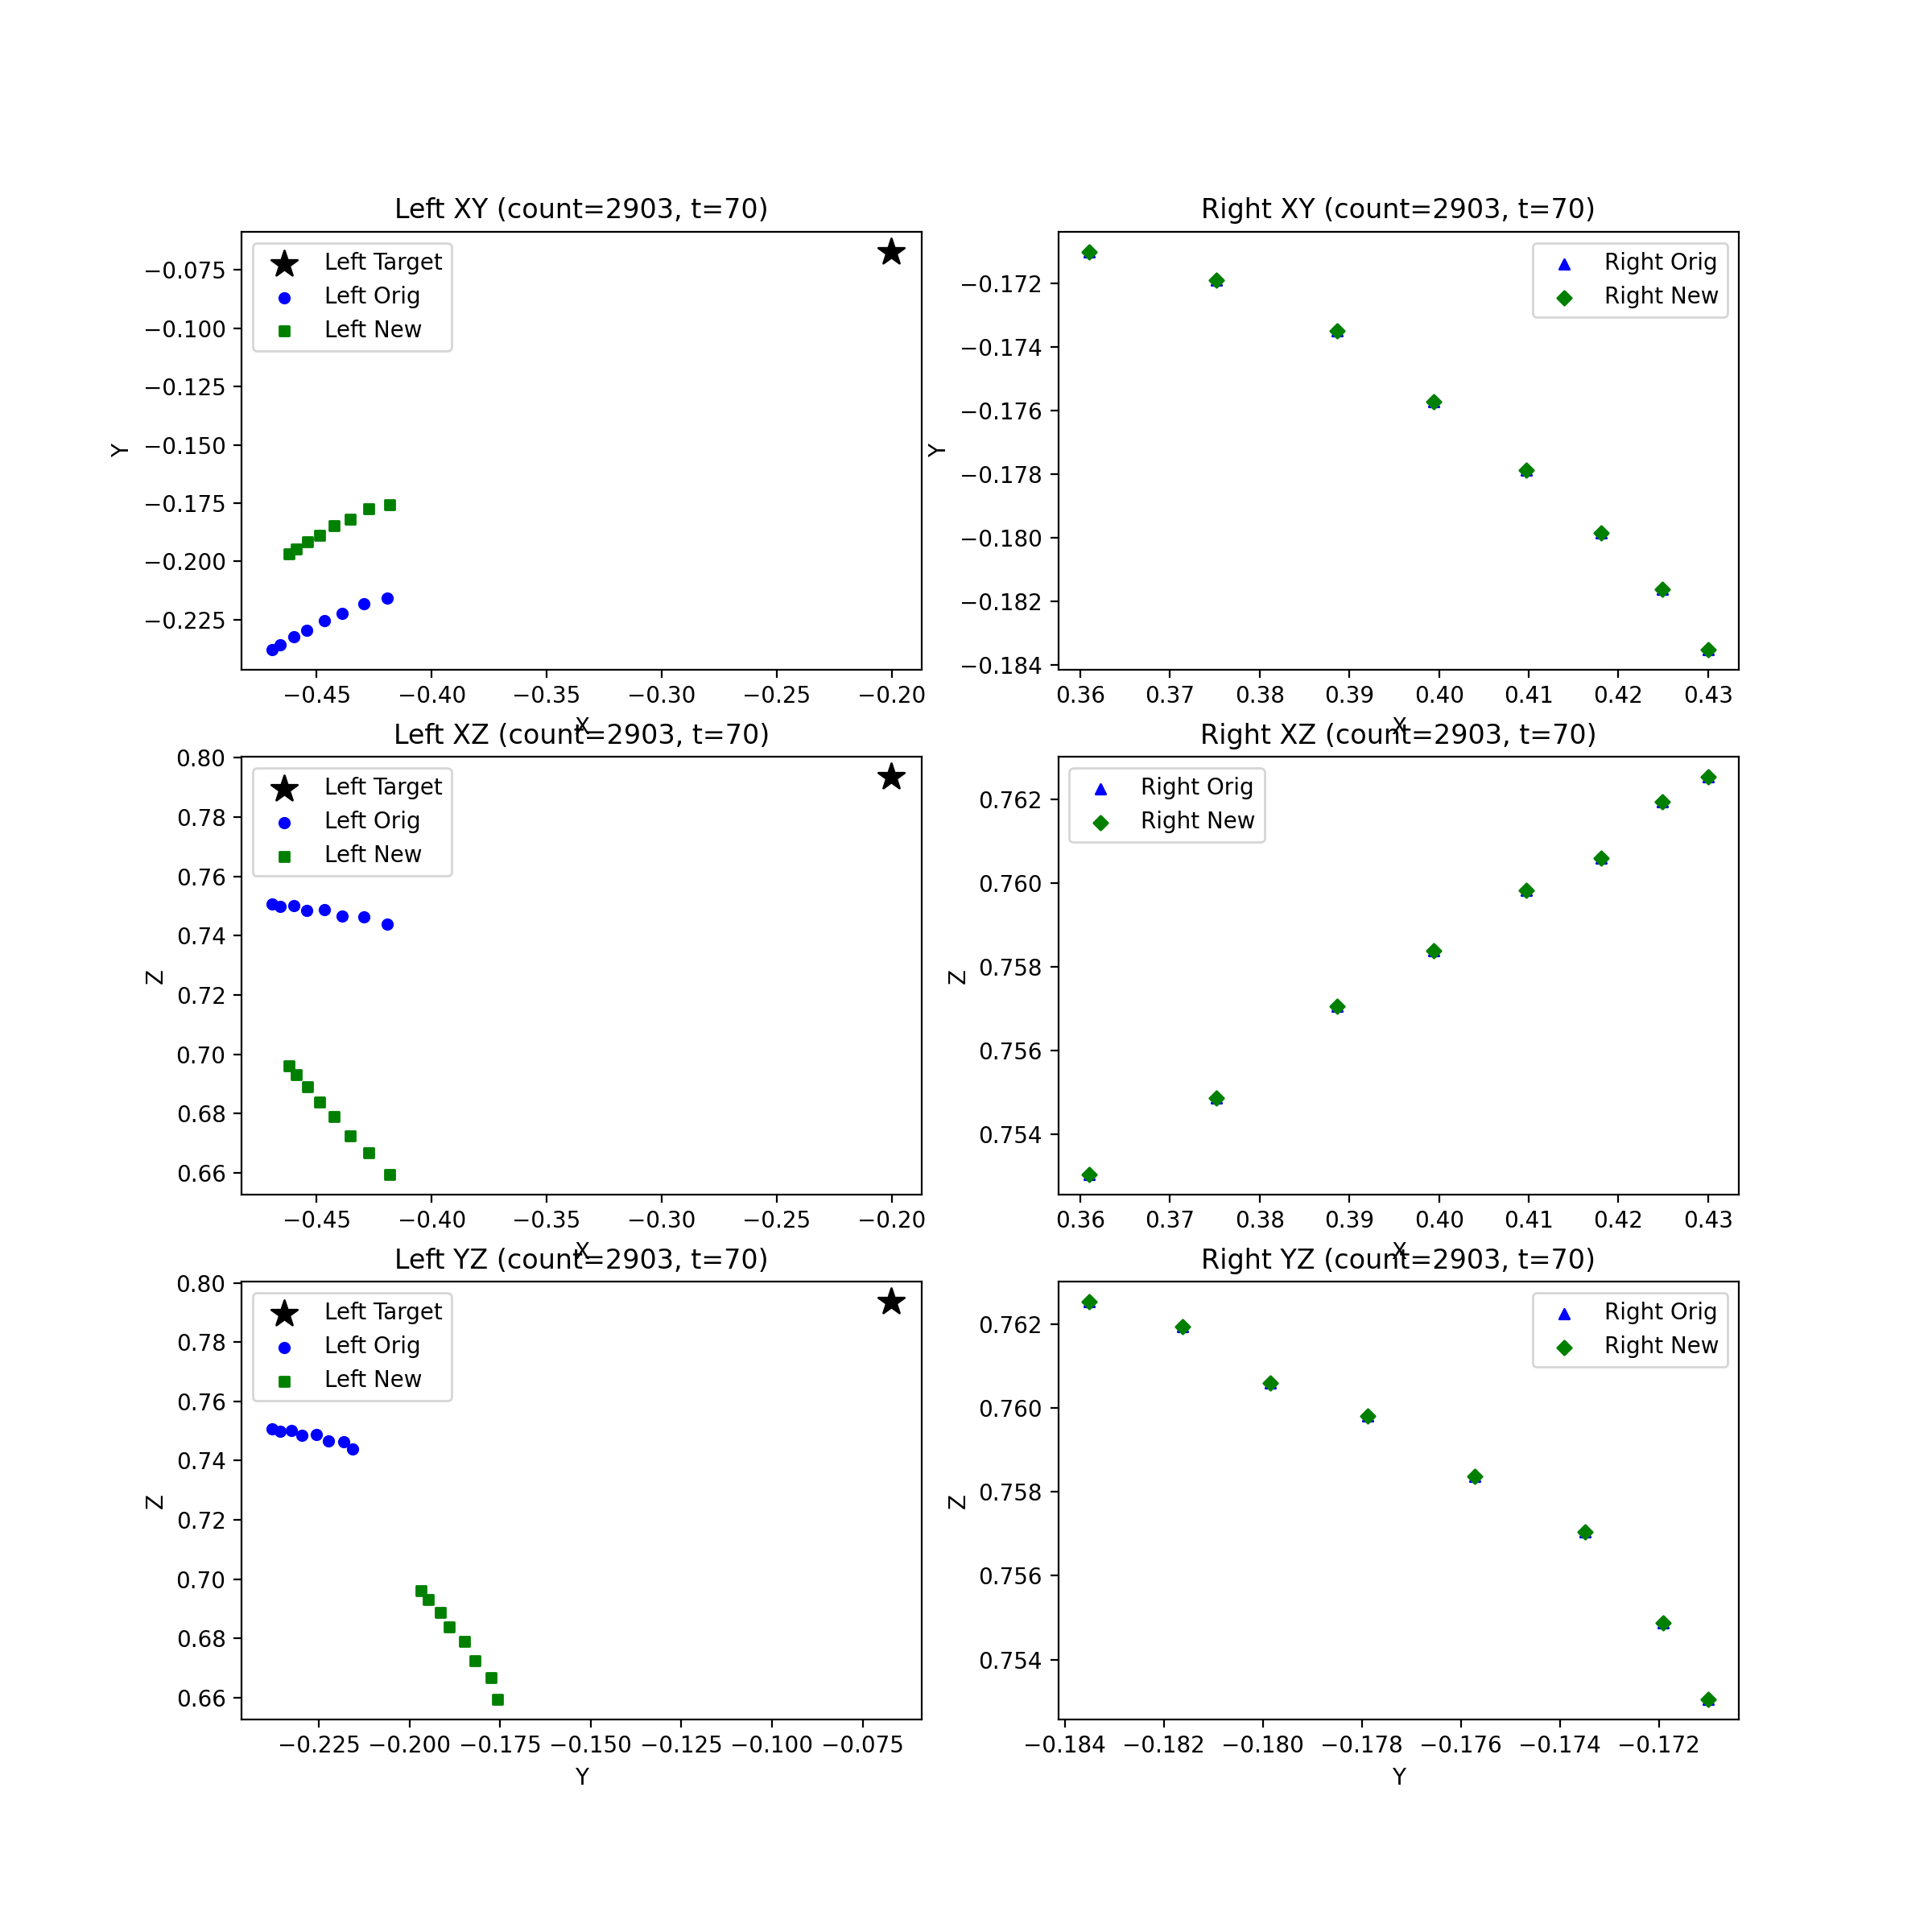 Left XY (count=2903, t=70)
Left Target
Left Orig
Left New
−0.075
−0.100
−0.125
−0.150
−0.175
−0.200
−0.225
Y
−0.45 −0.40 −0.35 −0.30 −0.25 −0.20
X
Right XY (count=2903, t=70)
Right Orig
Right New
−0.172
−0.174
−0.176
−0.178
−0.180
−0.182
−0.184
Y
0.36 0.37 0.38 0.39 0.40 0.41 0.42 0.43
X
Left XZ (count=2903, t=70)
Left Target
Left Orig
Left New
0.80
0.78
0.76
0.74
0.72
0.70
0.68
0.66
Z
−0.45 −0.40 −0.35 −0.30 −0.25 −0.20
X
Right XZ (count=2903, t=70)
Right Orig
Right New
0.762
0.760
0.758
0.756
0.754
Z
0.36 0.37 0.38 0.39 0.40 0.41 0.42 0.43
X
Left YZ (count=2903, t=70)
Left Target
Left Orig
Left New
0.80
0.78
0.76
0.74
0.72
0.70
0.68
0.66
Z
−0.225 −0.200 −0.175 −0.150 −0.125 −0.100 −0.075
Y
Right YZ (count=2903, t=70)
Right Orig
Right New
0.762
0.760
0.758
0.756
0.754
Z
−0.184 −0.182 −0.180 −0.178 −0.176 −0.174 −0.172
Y